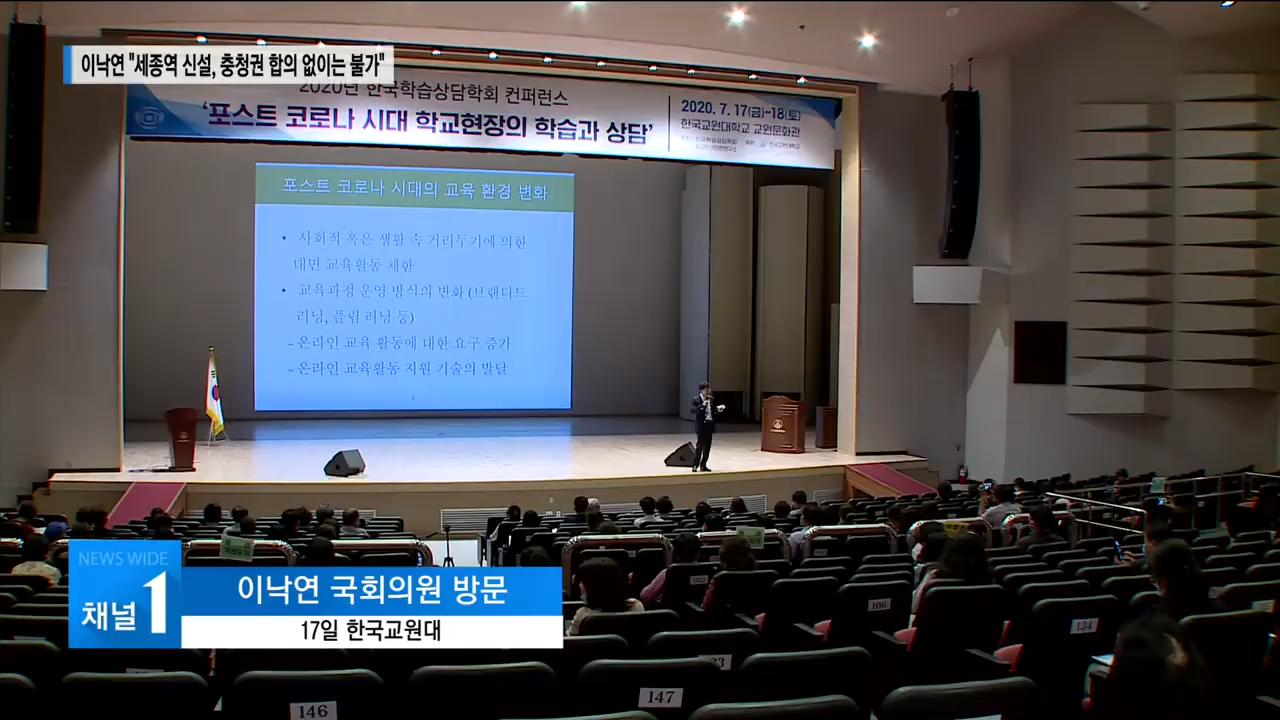 이낙연 "세종역 신설, 충청권 합의 없이는 불가"
2020년 한국학습상담학회 컨퍼런스
'포스트 코로나 시대 학교현장의 학습과 상담'
2020. 7. 17(금)~18(토)
한국교원대학교 교원문화관
포스트 코로나 시대의 교육 환경 변화
• 사회적 혹은 생활 속 거리두기에 의한
대면 교육활동 제한
• 교육과정 운영 방식의 변화 (브랜디드
러닝, 플립 러닝 등)
- 온라인 교육 활동에 대한 요구 증가
- 온라인 교육활동 지원 기술의 발달
2
NEWS WIDE
채널 1
이낙연 국회의원 방문
17일 한국교원대
106
134
147
146